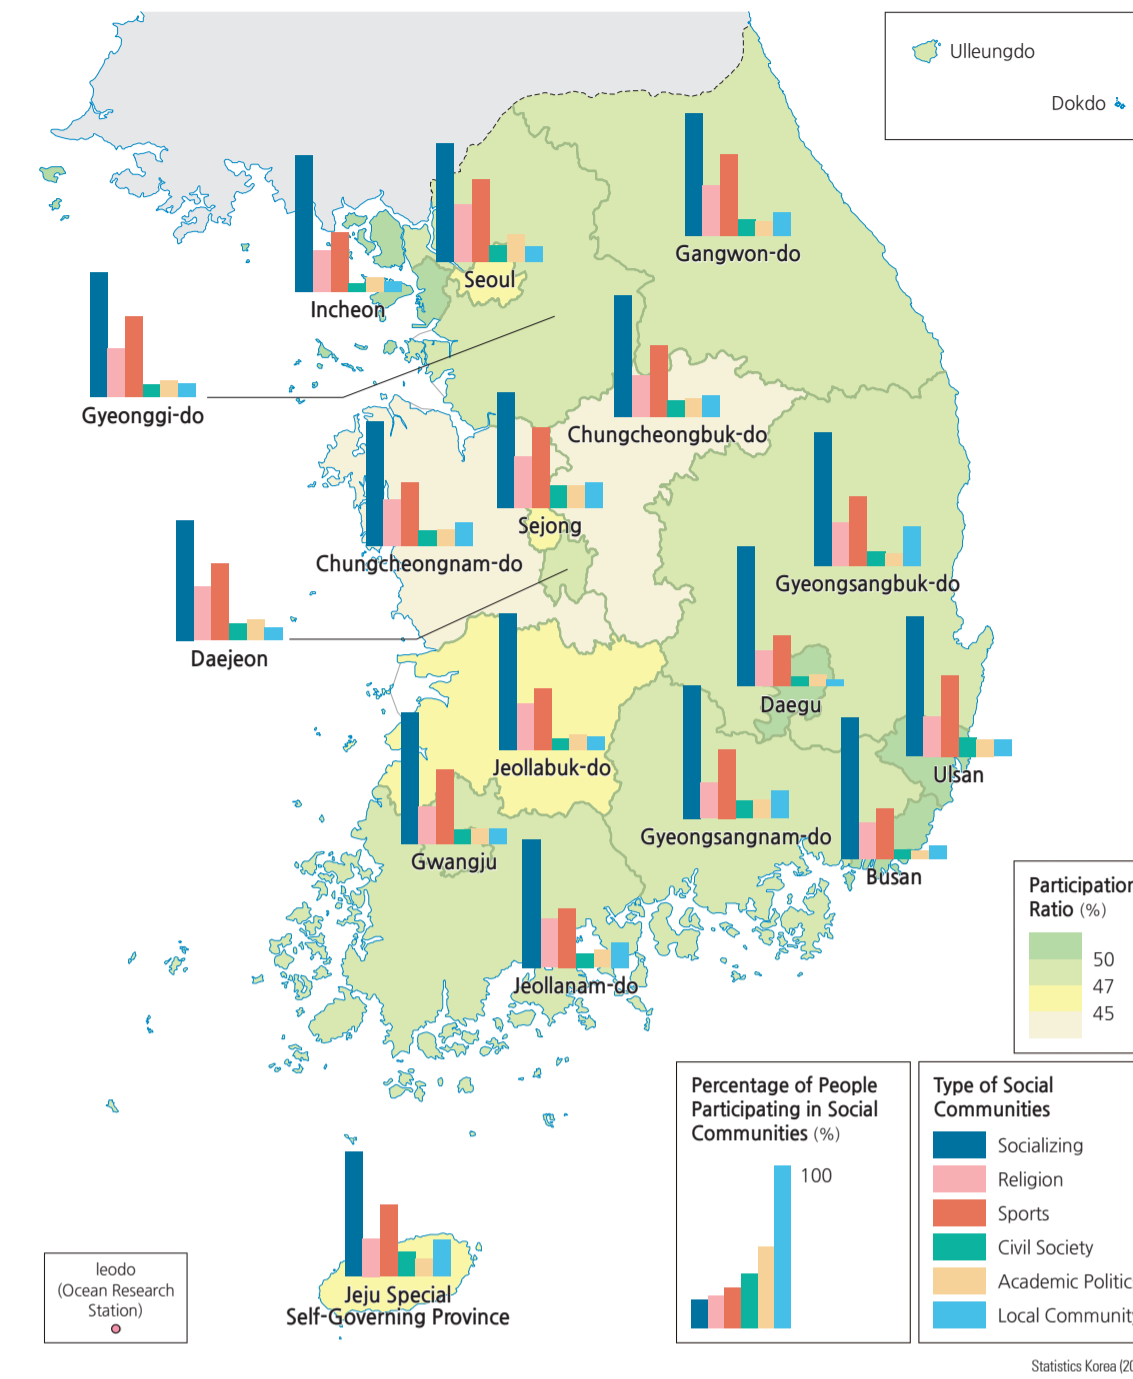 Ulleungdo
Dokdo
Gangwon-do
Seoul
Incheon
Gyeonggi-do
Chungcheongbuk-do
Sejong
Chungcheongnam-do
Gyeongsangbuk-do
Daejeon
Daegu
Jeollabuk-do
Ulsan
Gyeongsangnam-do
Gwangju
Busan
Jeollanam-do
Participation
Ratio (%)
50
47
45
Percentage of People
Participating in Social
Communities (%)
100
Type of Social
Communities
Socializing
Religion
Sports
Civil Society
Academic Politic
Local Community
Ieodo
(Ocean Research
Station)
Jeju Special
Self-Governing Province
Statistics Korea (20